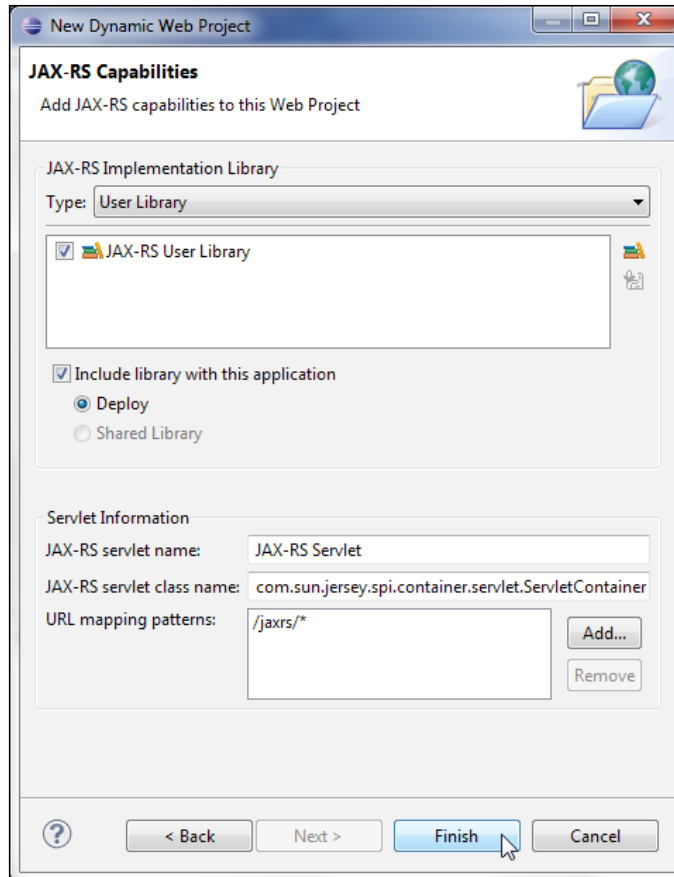 New Dynamic Web Project
JAX-RS Capabilities
Add JAX-RS capabilities to this Web Project
JAX-RS Implementation Library
Type: User Library
JAX-RS User Library
Include library with this application
Deploy
Shared Library
Servlet Information
JAX-RS servlet name: JAX-RS Servlet
JAX-RS servlet class name: com.sun.jersey.spi.container.servlet.ServletContainer
URL mapping patterns: /jaxrs/*
Add...
Remove
? < Back Next > Finish Cancel